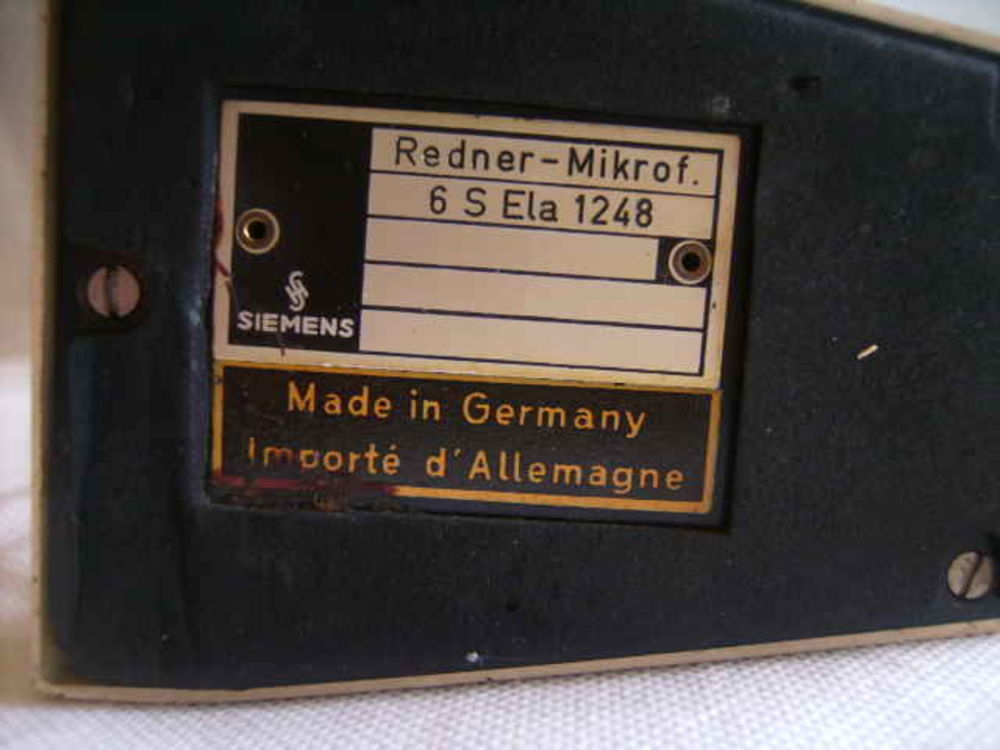 Redner-Mikrof.
6 S Ela 1248
SIEMENS
Made in Germany
Importé d'Allemagne